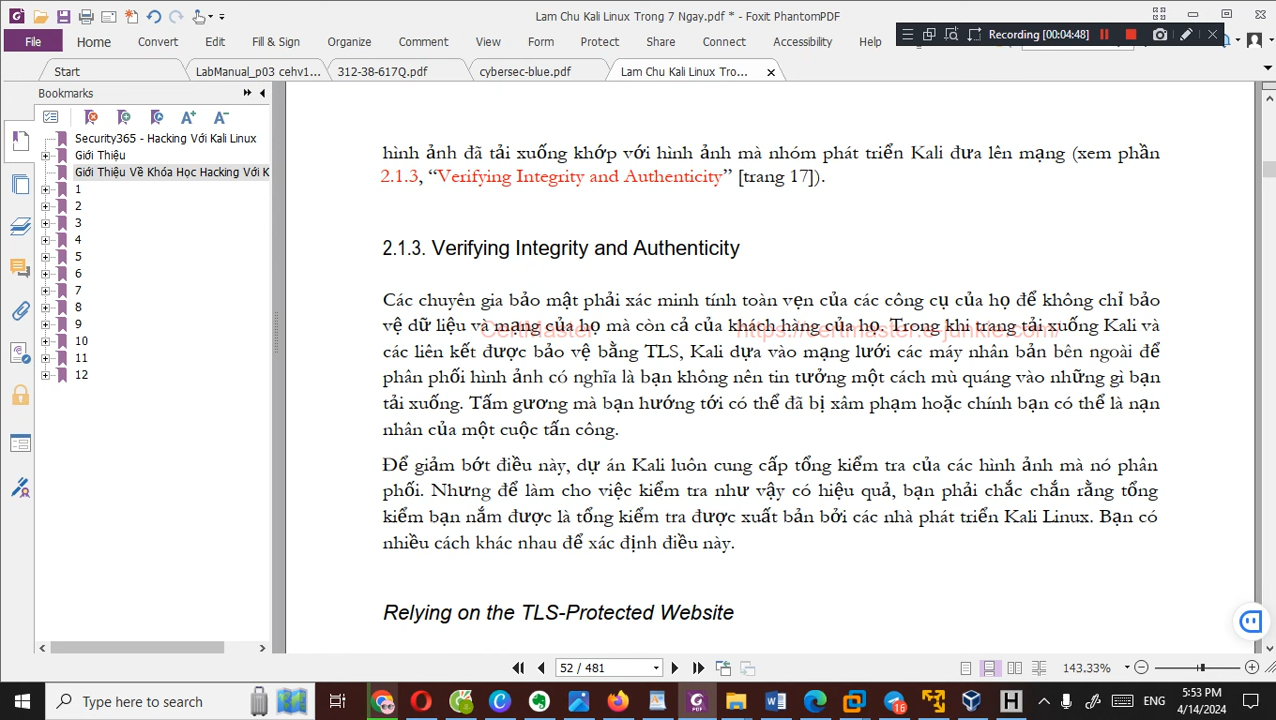 Lam Chu Kali Linux Trong 7 Ngay.pdf * - Foxit PhantomPDF
Recording [00:04:48]
File Home Convert Edit Fill & Sign Organize Comment View Form Protect Share Connect Accessibility Help
Start LabManual_p03 cehv1... 312-38-617Q.pdf cybersec-blue.pdf Lam Chu Kali Linux Tro...
Bookmarks
Security365 - Hacking Với Kali Linux
Giới Thiệu
Giới Thiệu Về Khóa Học Hacking Với K
1
2
3
4
5
6
7
8
9
10
11
12
hình ảnh đã tải xuống khớp với hình ảnh mà nhóm phát triển Kali đưa lên mạng (xem phần
2.1.3, “Verifying Integrity and Authenticity” [trang 17]).
2.1.3. Verifying Integrity and Authenticity
Các chuyên gia bảo mật phải xác minh tính toàn vẹn của các công cụ của họ để không chỉ bảo
vệ dữ liệu và mạng của họ mà còn cả của khách hàng của họ. Trong khi trang tải xuống Kali và
CertMaster https://certmaster.e-junkie.com/
các liên kết được bảo vệ bằng TLS, Kali dựa vào mạng lưới các máy nhân bản bên ngoài để
phân phối hình ảnh có nghĩa là bạn không nên tin tưởng một cách mù quáng vào những gì bạn
tải xuống. Tấm gương mà bạn hướng tới có thể đã bị xâm phạm hoặc chính bạn có thể là nạn
nhân của một cuộc tấn công.
Để giảm bớt điều này, dự án Kali luôn cung cấp tổng kiểm tra của các hình ảnh mà nó phân
phối. Nhưng để làm cho việc kiểm tra như vậy có hiệu quả, bạn phải chắc chắn rằng tổng
kiểm bạn nắm được là tổng kiểm tra được xuất bản bởi các nhà phát triển Kali Linux. Bạn có
nhiều cách khác nhau để xác định điều này.
Relying on the TLS-Protected Website
52 / 481
143.33%
Type here to search
16
ENG
5:53 PM
4/14/2024